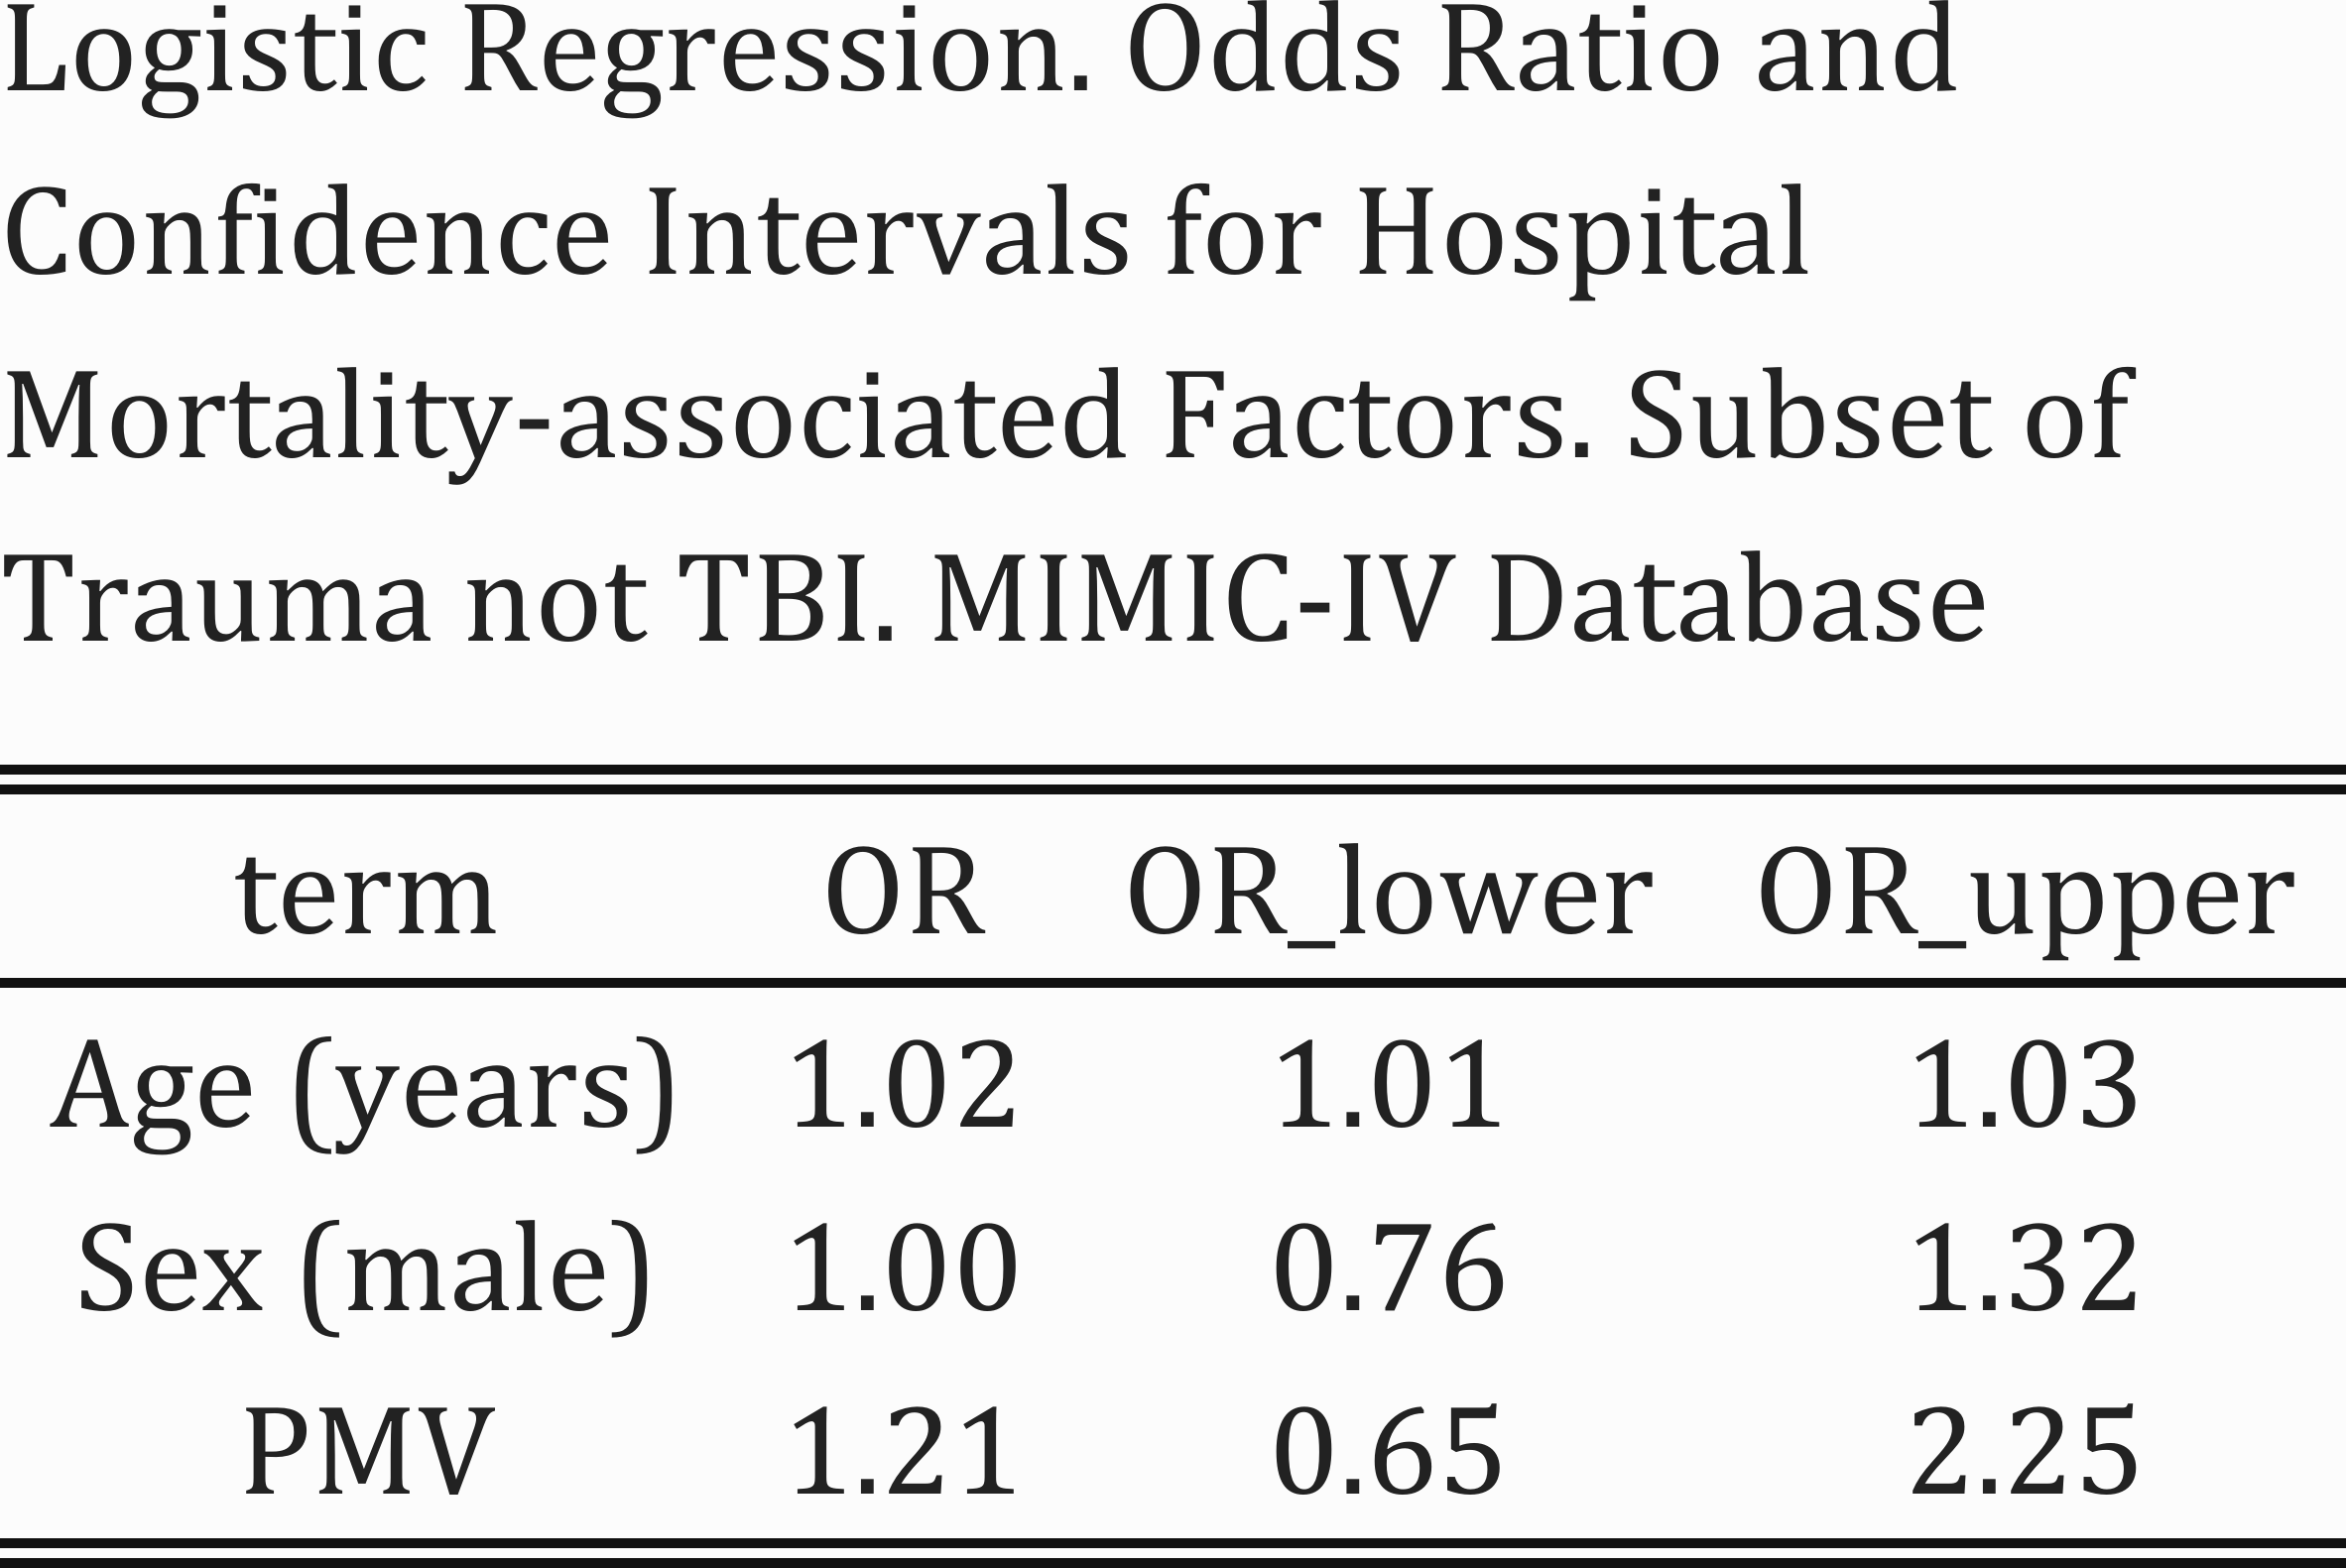 Logistic Regression. Odds Ratio and
Confidence Intervals for Hospital
Mortality-associated Factors. Subset of
Trauma not TBI. MIMIC-IV Database
term OR OR_lower OR_upper
Age (years) 1.02 1.01 1.03
Sex (male) 1.00 0.76 1.32
PMV 1.21 0.65 2.25